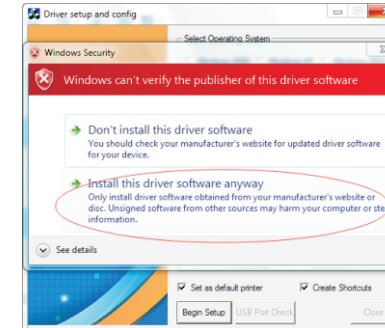 Driver setup and config
Select Operating System
Windows Security
Windows can't verify the publisher of this driver software
Don't install this driver software
You should check your manufacturer's website for updated driver software
for your device.
Install this driver software anyway
Only install driver software obtained from your manufacturer's website or
disc. Unsigned software from other sources may harm your computer or ste
information.
See details
Set as default printer Create Shortcuts
Begin Setup USB Port Check Close